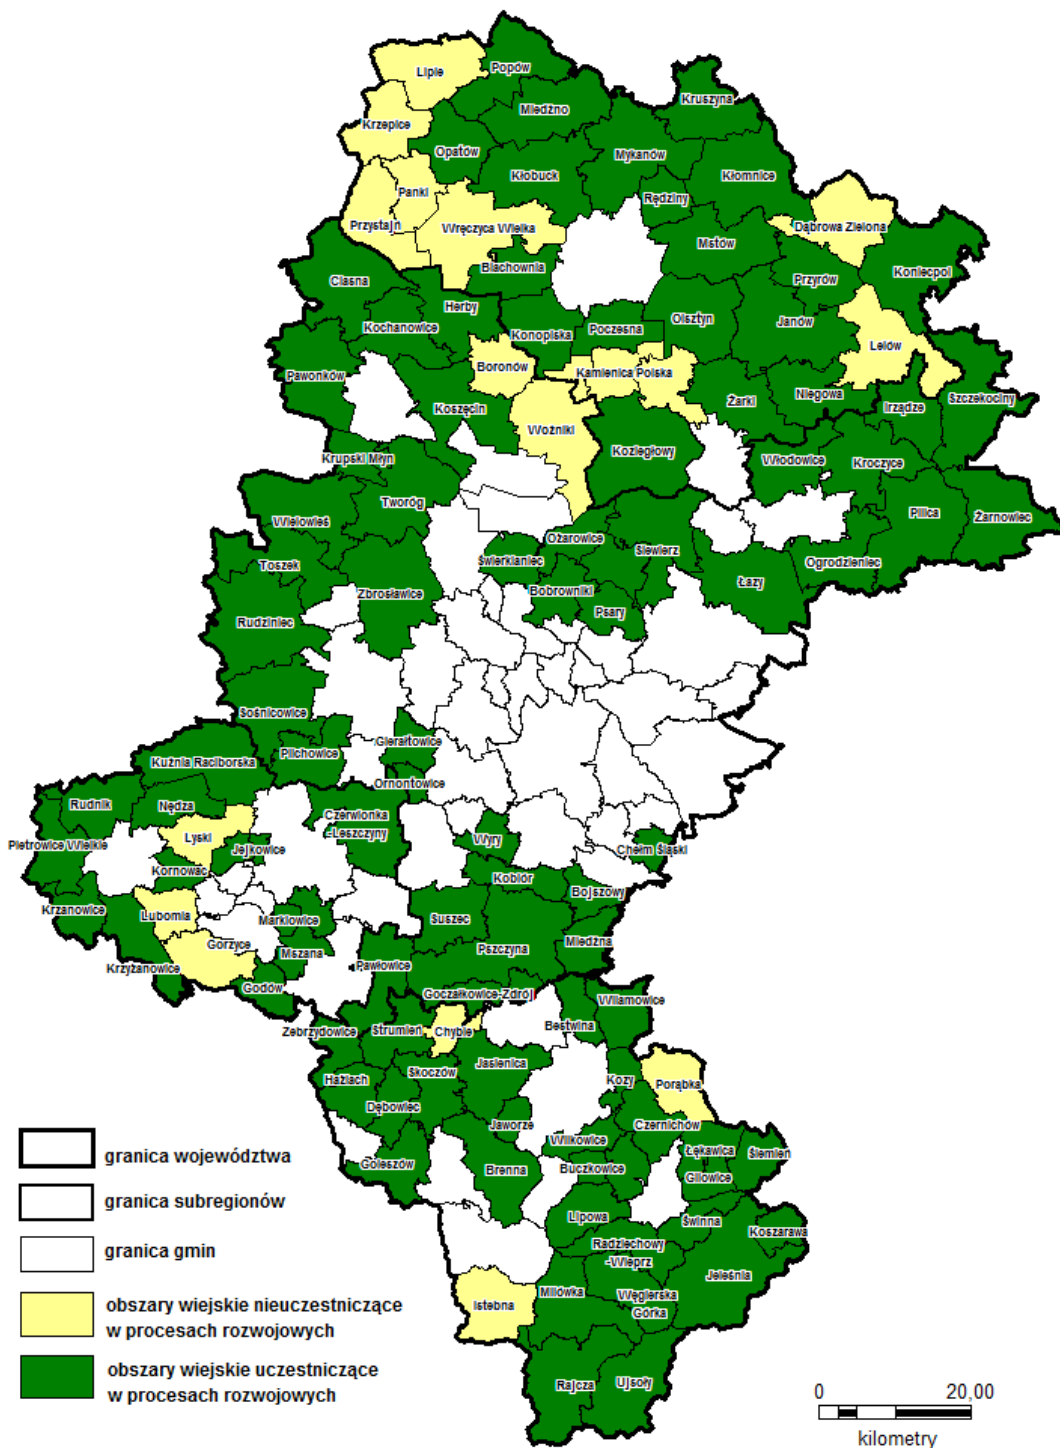 Lipie
Popów
Kruszyna
Miedźno
Krzepice
Opatów
Mykanów
Kłobuck
Kłomnice
Panki
Rędziny
Przystajń
Wręczyca Wielka
Dąbrowa Zielona
Mstów
Blachownia
Koniecpol
Ciasna
Przyrów
Herby
Kochanowice
Konopiska
Poczesna
Olsztyn
Janów
Lelów
Pawonków
Boronów
Kamienica Polska
Niegowa
Szczekociny
Koszęcin
Żarki
Irządze
Woźniki
Koziegłowy
Krupski Młyn
Włodowice
Kroczyce
Tworóg
Wielowieś
Pilica
Żarnowiec
Ożarowice
Toszek
Świerklaniec
Siewierz
Ogrodzieniec
Zbrosławice
Bobrowniki
Łazy
Rudziniec
Psary
Sośnicowice
Gierałtowice
Pilchowice
Kuźnia Raciborska
Ornontowice
Rudnik
Nędza
Czerwionka
-Leszczyny
Lyski
Wyry
Pietrowice Wielkie
Jejkowice
Chełm Śląski
Kornowac
Kobiór
Bojszowy
Krzanowice
Lubomia
Marklowice
Suszec
Gorzyce
Mszana
Pszczyna
Miedźna
Krzyżanowice
Pawłowice
Godów
Goczałkowice-Zdrój
Wilamowice
Zebrzydowice
Strumień
Chybie
Bestwina
Jasienica
Hażlach
Skoczów
Kozy
Porąbka
Dębowiec
Jaworze
Czernichów
Wilkowice
Łękawica
Ślemień
Goleszów
Brenna
Buczkowice
Gilowice
Lipowa
Świnna
Koszarawa
Radziechowy
-Wieprz
Jeleśnia
Istebna
Milówka
Węgierska
Górka
Rajcza
Ujsoły
granica województwa
granica subregionów
granica gmin
obszary wiejskie nieuczestniczące
w procesach rozwojowych
obszary wiejskie uczestniczące
w procesach rozwojowych
0 20,00
kilometry